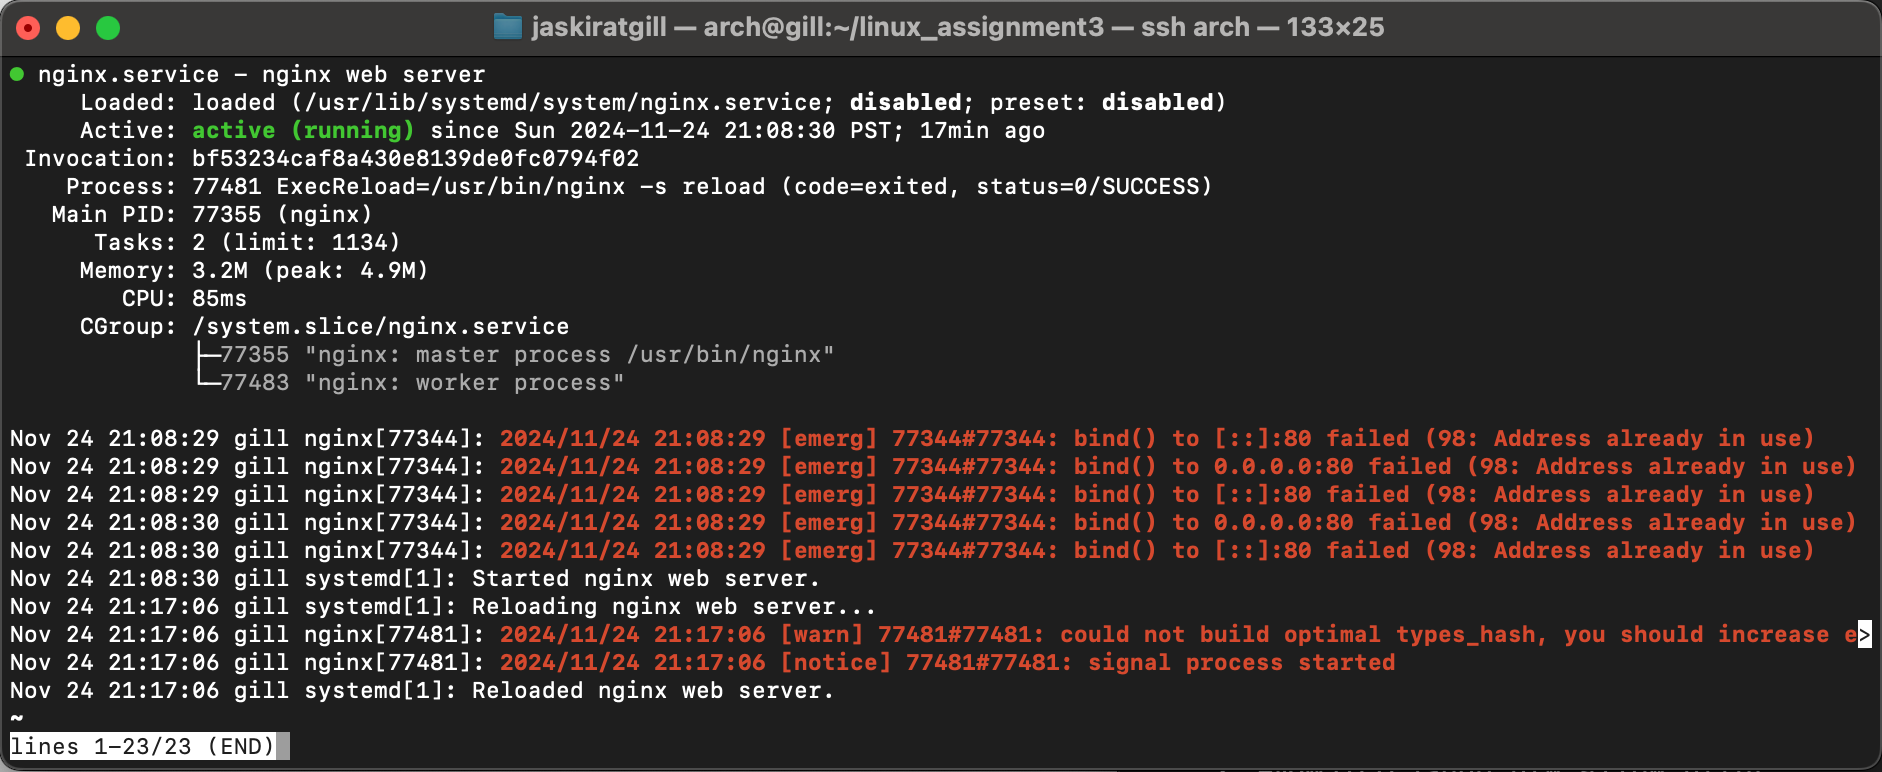 jaskiratgill — arch@gill:~/linux_assignment3 — ssh arch — 133×25
● nginx.service - nginx web server
     Loaded: loaded (/usr/lib/systemd/system/nginx.service; disabled; preset: disabled)
     Active: active (running) since Sun 2024-11-24 21:08:30 PST; 17min ago
 Invocation: bf53234caf8a430e8139de0fc0794f02
    Process: 77481 ExecReload=/usr/bin/nginx -s reload (code=exited, status=0/SUCCESS)
   Main PID: 77355 (nginx)
      Tasks: 2 (limit: 1134)
     Memory: 3.2M (peak: 4.9M)
        CPU: 85ms
     CGroup: /system.slice/nginx.service
             ├─77355 "nginx: master process /usr/bin/nginx"
             └─77483 "nginx: worker process"
Nov 24 21:08:29 gill nginx[77344]: 2024/11/24 21:08:29 [emerg] 77344#77344: bind() to [::]:80 failed (98: Address already in use)
Nov 24 21:08:29 gill nginx[77344]: 2024/11/24 21:08:29 [emerg] 77344#77344: bind() to 0.0.0.0:80 failed (98: Address already in use)
Nov 24 21:08:29 gill nginx[77344]: 2024/11/24 21:08:29 [emerg] 77344#77344: bind() to [::]:80 failed (98: Address already in use)
Nov 24 21:08:30 gill nginx[77344]: 2024/11/24 21:08:29 [emerg] 77344#77344: bind() to 0.0.0.0:80 failed (98: Address already in use)
Nov 24 21:08:30 gill nginx[77344]: 2024/11/24 21:08:29 [emerg] 77344#77344: bind() to [::]:80 failed (98: Address already in use)
Nov 24 21:08:30 gill systemd[1]: Started nginx web server.
Nov 24 21:17:06 gill systemd[1]: Reloading nginx web server...
Nov 24 21:17:06 gill nginx[77481]: 2024/11/24 21:17:06 [warn] 77481#77481: could not build optimal types_hash, you should increase e>
Nov 24 21:17:06 gill nginx[77481]: 2024/11/24 21:17:06 [notice] 77481#77481: signal process started
Nov 24 21:17:06 gill systemd[1]: Reloaded nginx web server.
~
lines 1-23/23 (END)